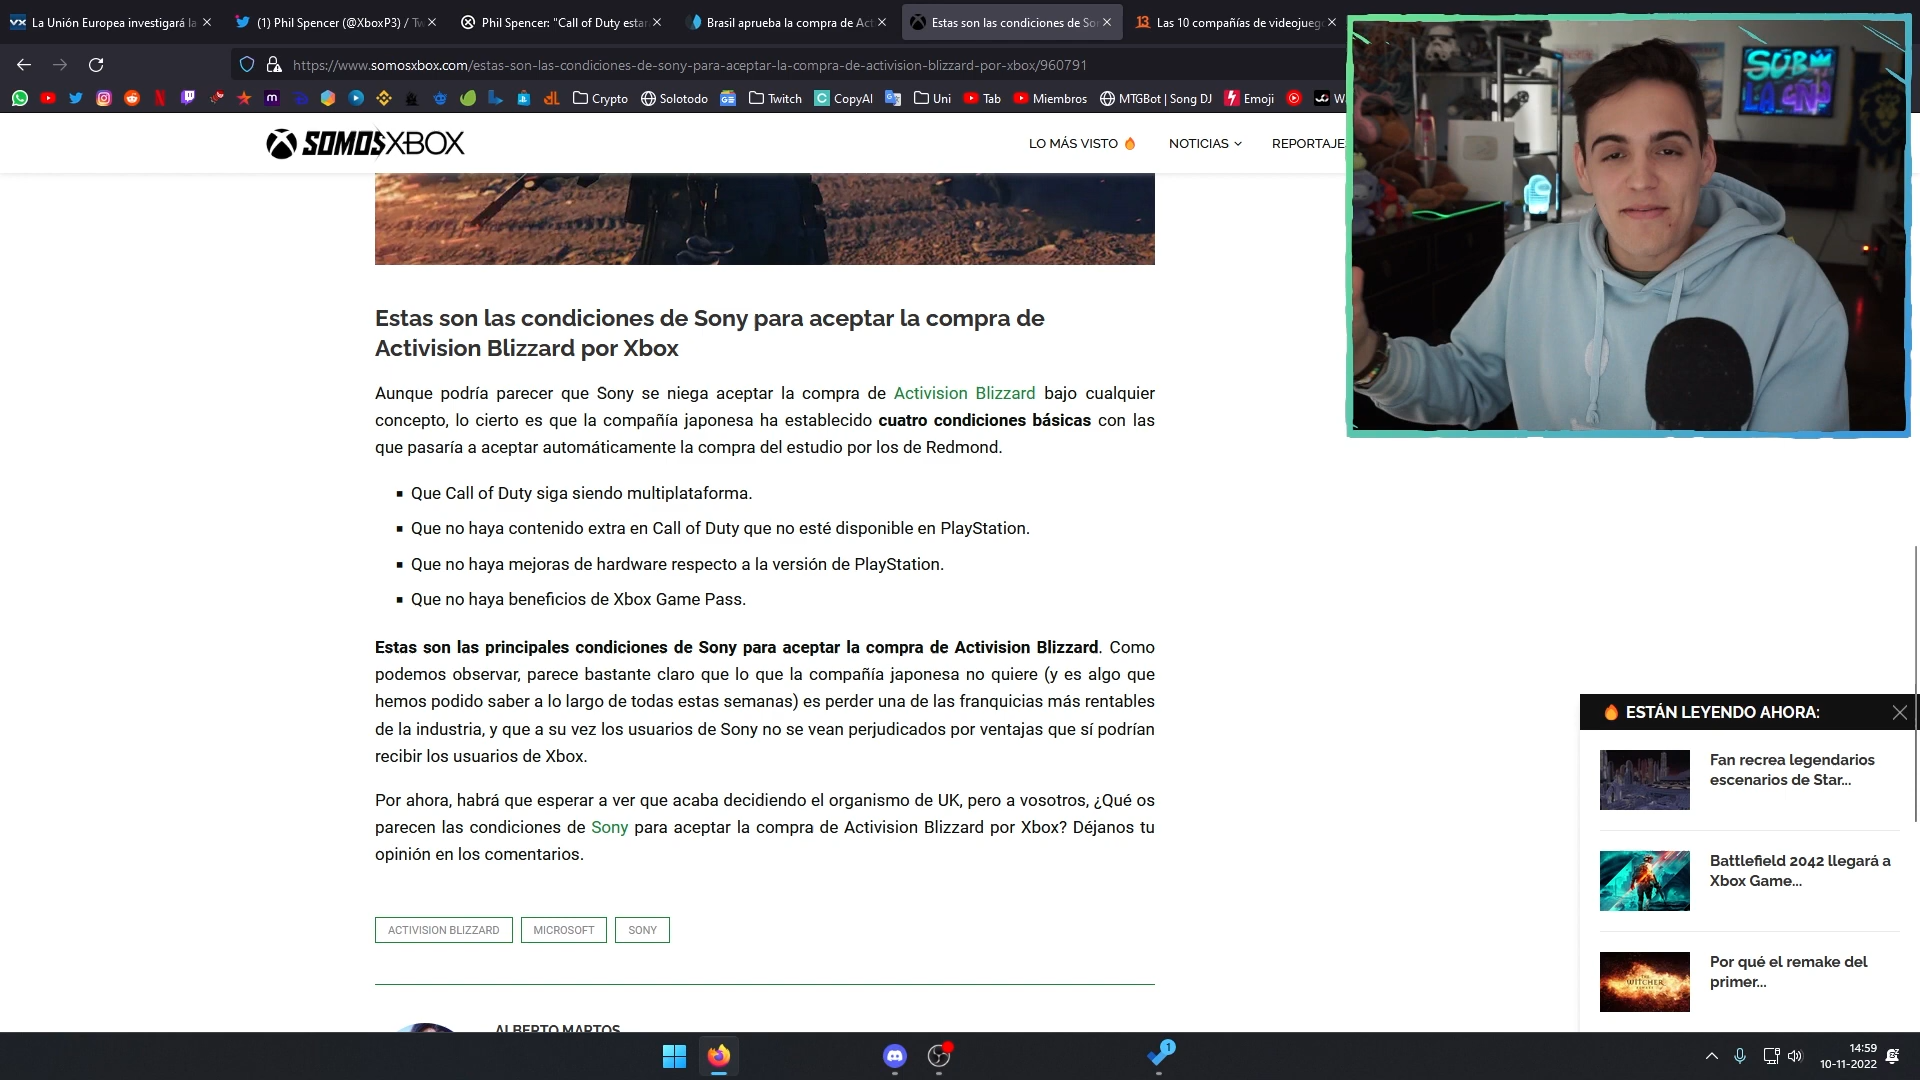 La Unión Europea investigará la
(1) Phil Spencer (@XboxP3) / Tw
Phil Spencer: "Call of Duty estar
Brasil aprueba la compra de Act
Estas son las condiciones de Son
Las 10 compañías de videojueg
https://www.somosxbox.com/estas-son-las-condiciones-de-sony-para-aceptar-la-compra-de-activision-blizzard-por-xbox/960791
Crypto
Solotodo
Twitch
CopyAI
Uni
Tab
Miembros
MTGBot | Song DJ
Emoji
SOMOSXBOX
LO MÁS VISTO
NOTICIAS
REPORTAJE
SUB
Estas son las condiciones de Sony para aceptar la compra de
Activision Blizzard por Xbox
Aunque podría parecer que Sony se niega aceptar la compra de Activision Blizzard bajo cualquier
concepto, lo cierto es que la compañía japonesa ha establecido cuatro condiciones básicas con las
que pasaría a aceptar automáticamente la compra del estudio por los de Redmond.
Que Call of Duty siga siendo multiplataforma.
Que no haya contenido extra en Call of Duty que no esté disponible en PlayStation.
Que no haya mejoras de hardware respecto a la versión de PlayStation.
Que no haya beneficios de Xbox Game Pass.
Estas son las principales condiciones de Sony para aceptar la compra de Activision Blizzard. Como
podemos observar, parece bastante claro que lo que la compañía japonesa no quiere (y es algo que
hemos podido saber a lo largo de todas estas semanas) es perder una de las franquicias más rentables
de la industria, y que a su vez los usuarios de Sony no se vean perjudicados por ventajas que sí podrían
recibir los usuarios de Xbox.
Por ahora, habrá que esperar a ver que acaba decidiendo el organismo de UK, pero a vosotros, ¿Qué os
parecen las condiciones de Sony para aceptar la compra de Activision Blizzard por Xbox? Déjanos tu
opinión en los comentarios.
ACTIVISION BLIZZARD
MICROSOFT
SONY
ALBERTO MARTOS
ESTÁN LEYENDO AHORA:
Fan recrea legendarios
escenarios de Star...
Battlefield 2042 llegará a
Xbox Game...
Por qué el remake del
primer...
THE
WITCHER
1
14:59
10-11-2022